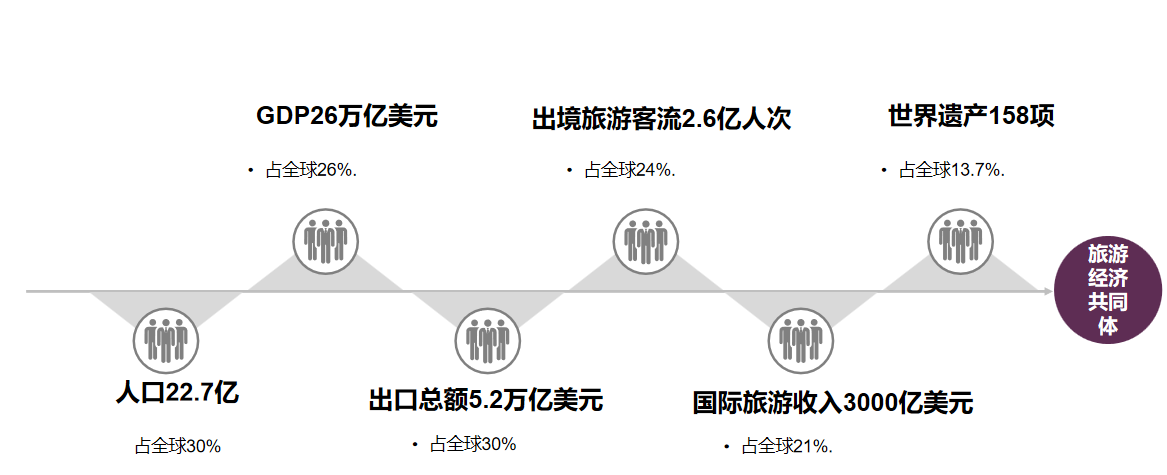 GDP26万亿美元
• 占全球26%.
出境旅游客流2.6亿人次
• 占全球24%.
世界遗产158项
• 占全球13.7%.
旅游
经济
共同
体
人口22.7亿
占全球30%
出口总额5.2万亿美元
• 占全球30%
国际旅游收入3000亿美元
• 占全球21%.